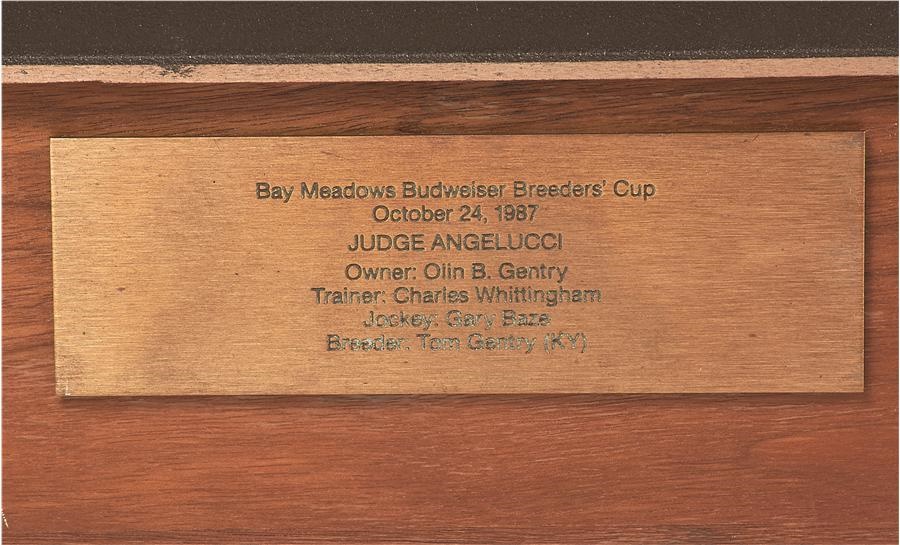 Bay Meadows Budweiser Breeders' Cup
October 24, 1987
JUDGE ANGELUCCI
Owner: Olin B. Gentry
Trainer: Charles Whittingham
Jockey: Gary Baze
Breeder: Tom Gentry (KY)